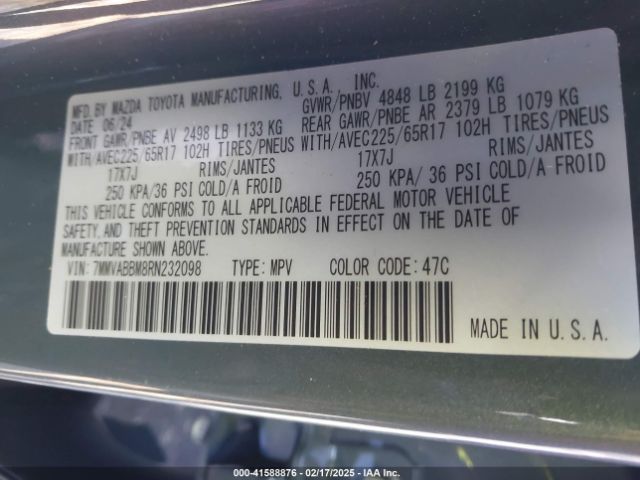 MFD. BY MAZDA TOYOTA MANUFACTURING, U.S.A. INC.
DATE 06/24 GVWR/PNBV 4848 LB 2199 KG
FRONT GAWR/PNBE AV 2498 LB 1133 KG REAR GAWR/PNBE AR 2379 LB 1079 KG
WITH/AVEC225/65R17 102H TIRES/PNEUS WITH/AVEC225/65R17 102H TIRES/PNEUS
17X7J RIMS/JANTES 17X7J RIMS/JANTES
250 KPA/ 36 PSI COLD/A FROID 250 KPA/ 36 PSI COLD/A FROID
THIS VEHICLE CONFORMS TO ALL APPLICABLE FEDERAL MOTOR VEHICLE
SAFETY, AND THEFT PREVENTION STANDARDS IN EFFECT ON THE DATE OF
MANUFACTURE SHOWN ABOVE.
VIN: 7MMVABBM8RN232098 TYPE: MPV COLOR CODE: 47C
MADE IN U.S.A.
000-41588876 - 02/17/2025 - IAA Inc.